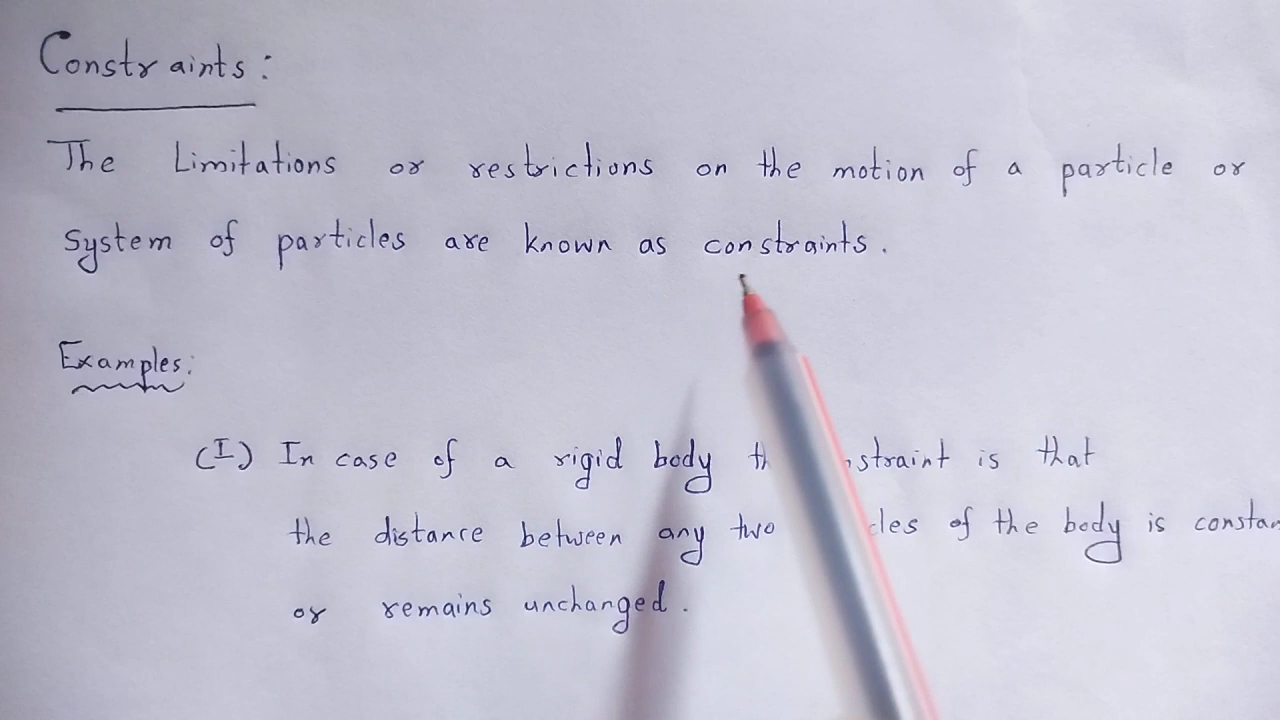 Constraints:
The Limitations or restrictions on the motion of a particle or
System of particles are known as constraints.
Examples:
(I) In case of a rigid body is that
the distance between any two of the body is
or remains unchanged.